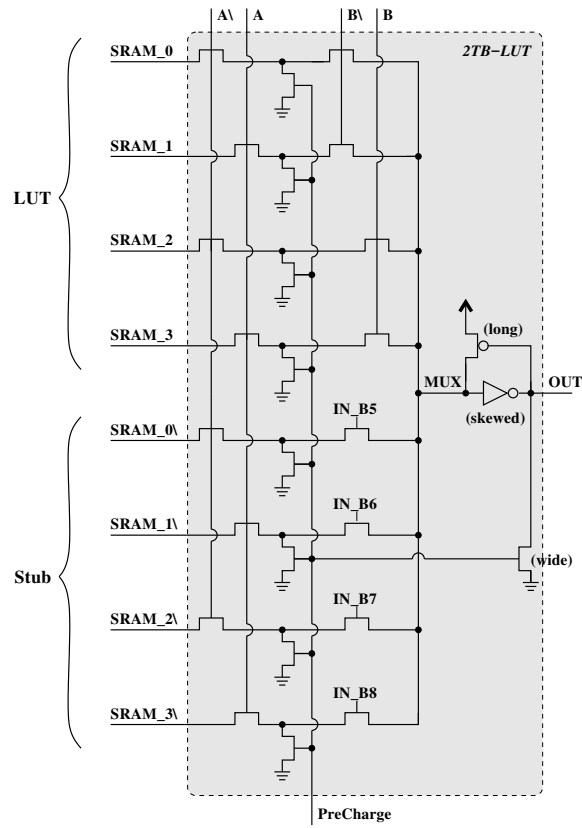 A\ A B\ B
2TB-LUT
SRAM_0
SRAM_1
LUT
SRAM_2
SRAM_3
(long)
MUX
OUT
(skewed)
IN_B5
SRAM_0\
IN_B6
SRAM_1\
(wide)
Stub
IN_B7
SRAM_2\
IN_B8
SRAM_3\
PreCharge